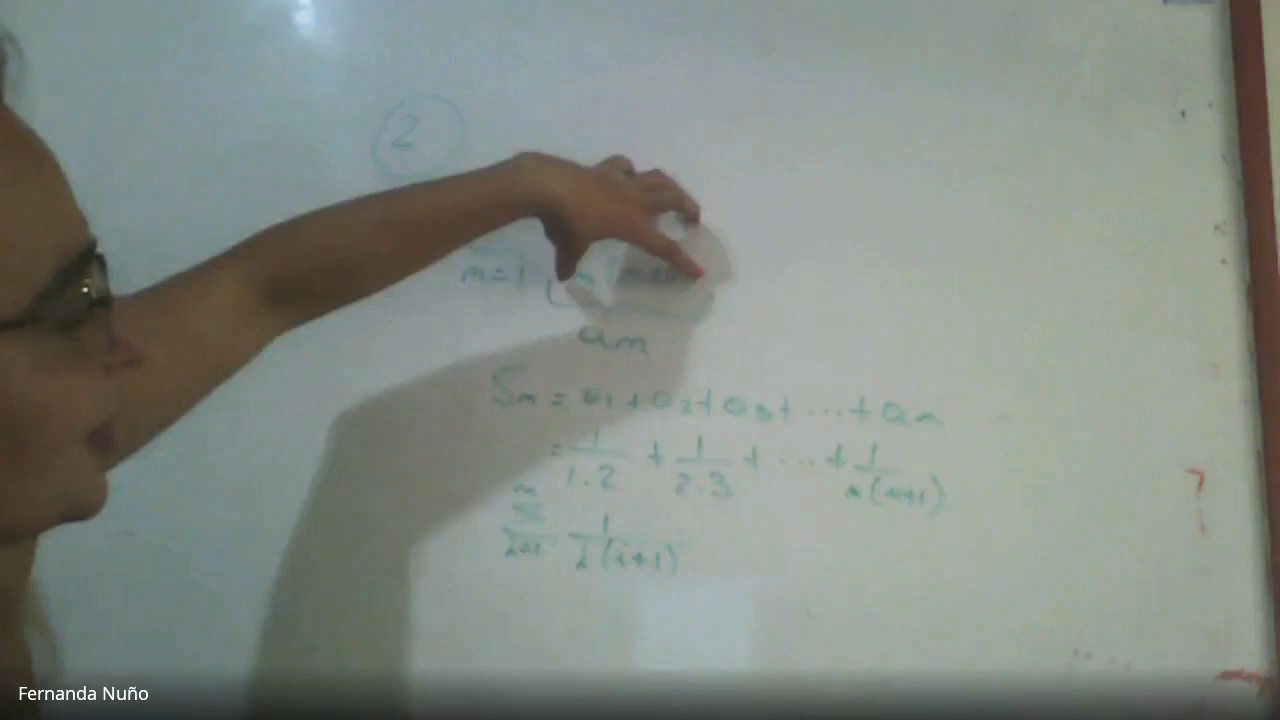 2
n=1
an
Sn = a1 + a2 + a3 + ... + an
= 1/1.2 + 1/2.3 + ... + 1/n(n+1)
n
Σ 1/i(i+1)
i=1
Fernanda Nuño